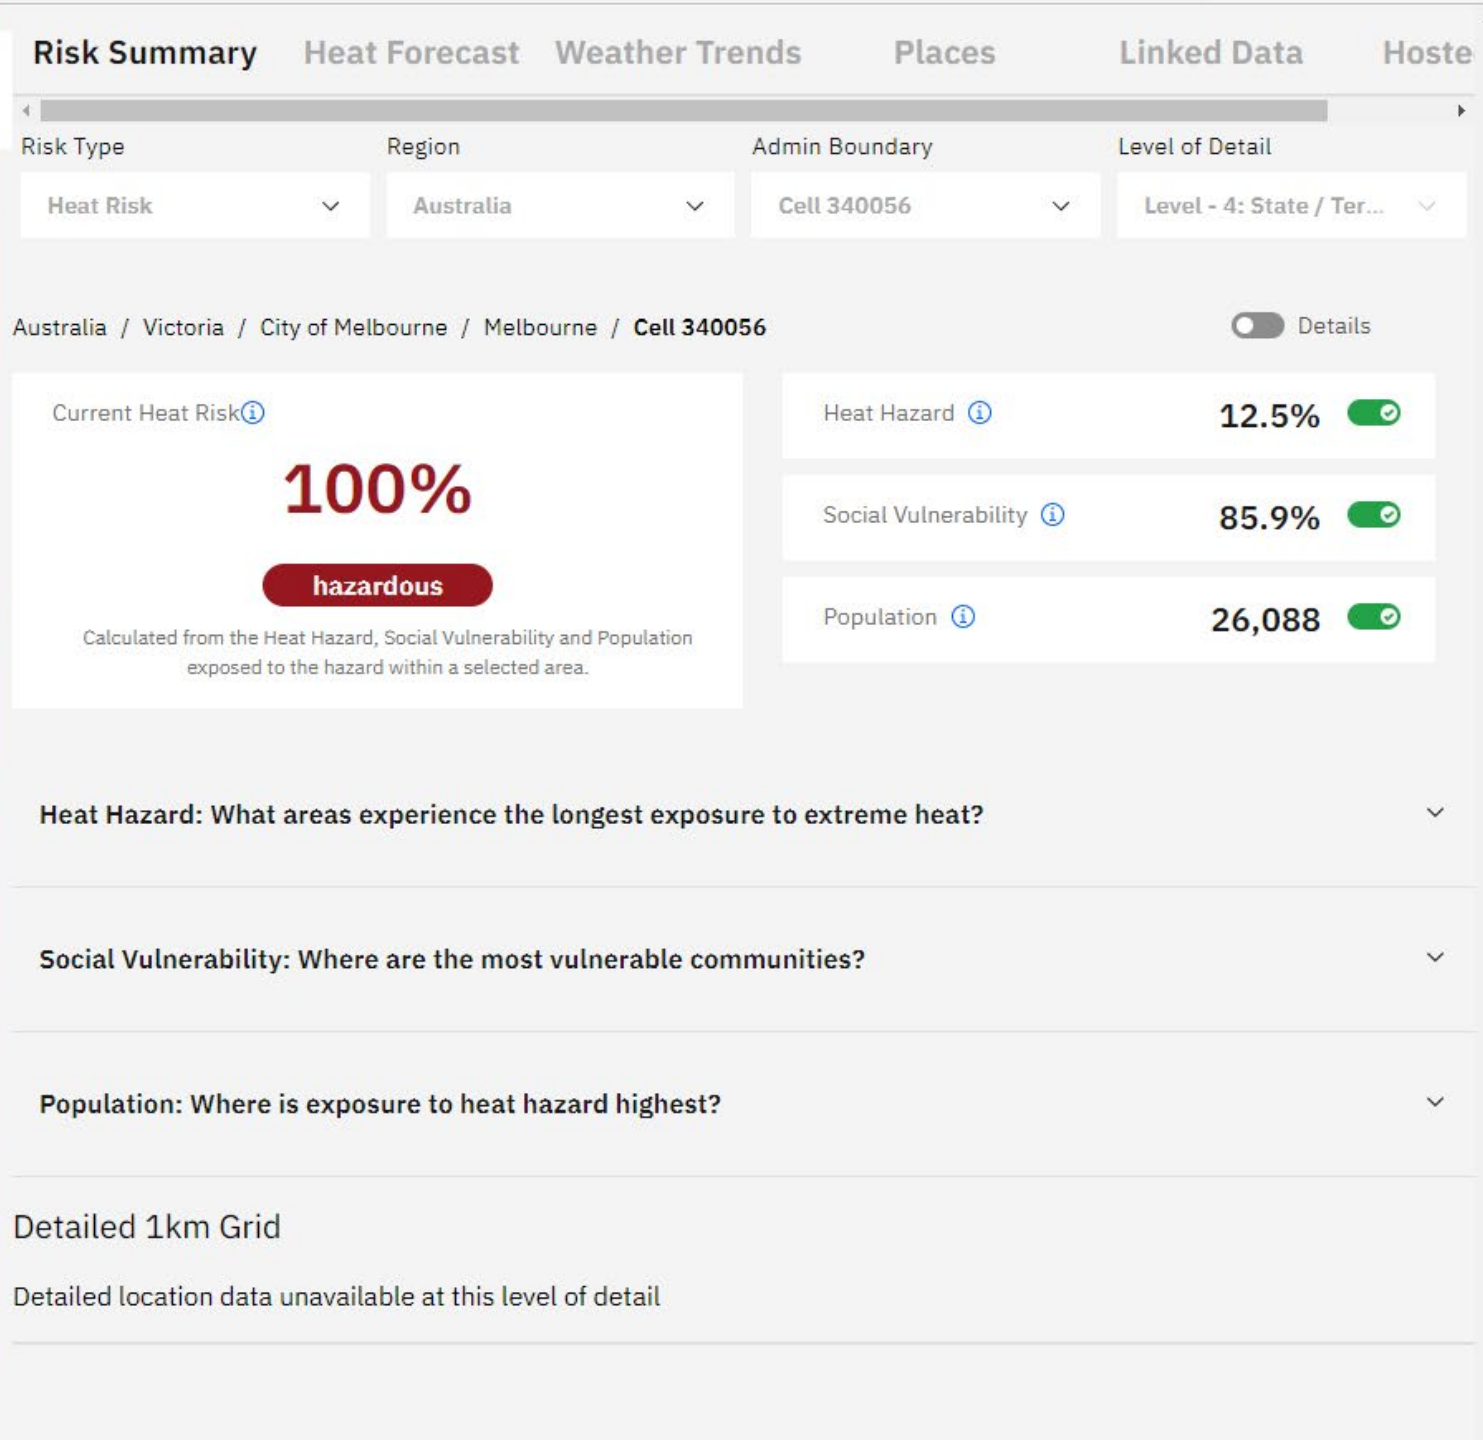 Risk Summary Heat Forecast Weather Trends Places Linked Data Hoste
Risk Type Region Admin Boundary Level of Detail
Heat Risk Australia Cell 340056 Level - 4: State / Ter...
Australia / Victoria / City of Melbourne / Melbourne / Cell 340056 Details
Current Heat Risk
100%
hazardous
Calculated from the Heat Hazard, Social Vulnerability and Population
exposed to the hazard within a selected area.
Heat Hazard 12.5%
Social Vulnerability 85.9%
Population 26,088
Heat Hazard: What areas experience the longest exposure to extreme heat?
Social Vulnerability: Where are the most vulnerable communities?
Population: Where is exposure to heat hazard highest?
Detailed 1km Grid
Detailed location data unavailable at this level of detail